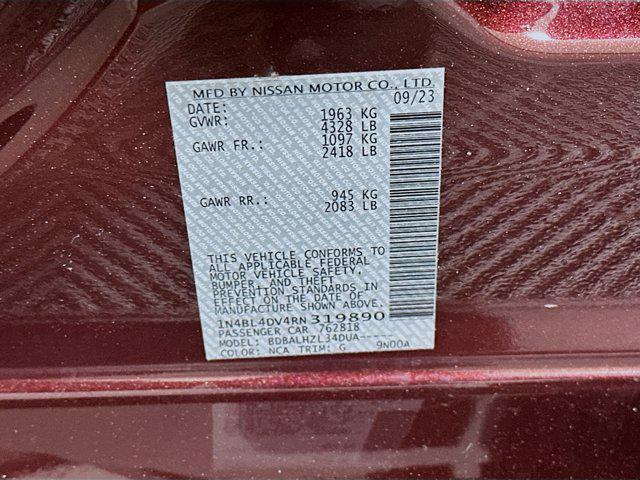 MFD BY NISSAN MOTOR CO., LTD
DATE: 09/23
GVWR: 1963 KG
4328 LB
GAWR FR.: 1097 KG
2418 LB
GAWR RR.: 945 KG
2083 LB
THIS VEHICLE CONFORMS TO
ALL APPLICABLE FEDERAL
MOTOR VEHICLE SAFETY,
BUMPER, AND THEFT
PREVENTION STANDARDS IN
EFFECT ON THE DATE OF
MANUFACTURE SHOWN ABOVE.
1N4BL4DV4RN319890
PASSENGER CAR 762818
MODEL: BDBALHZL34DUA-----
COLOR: NCA TRIM: G 9N00A